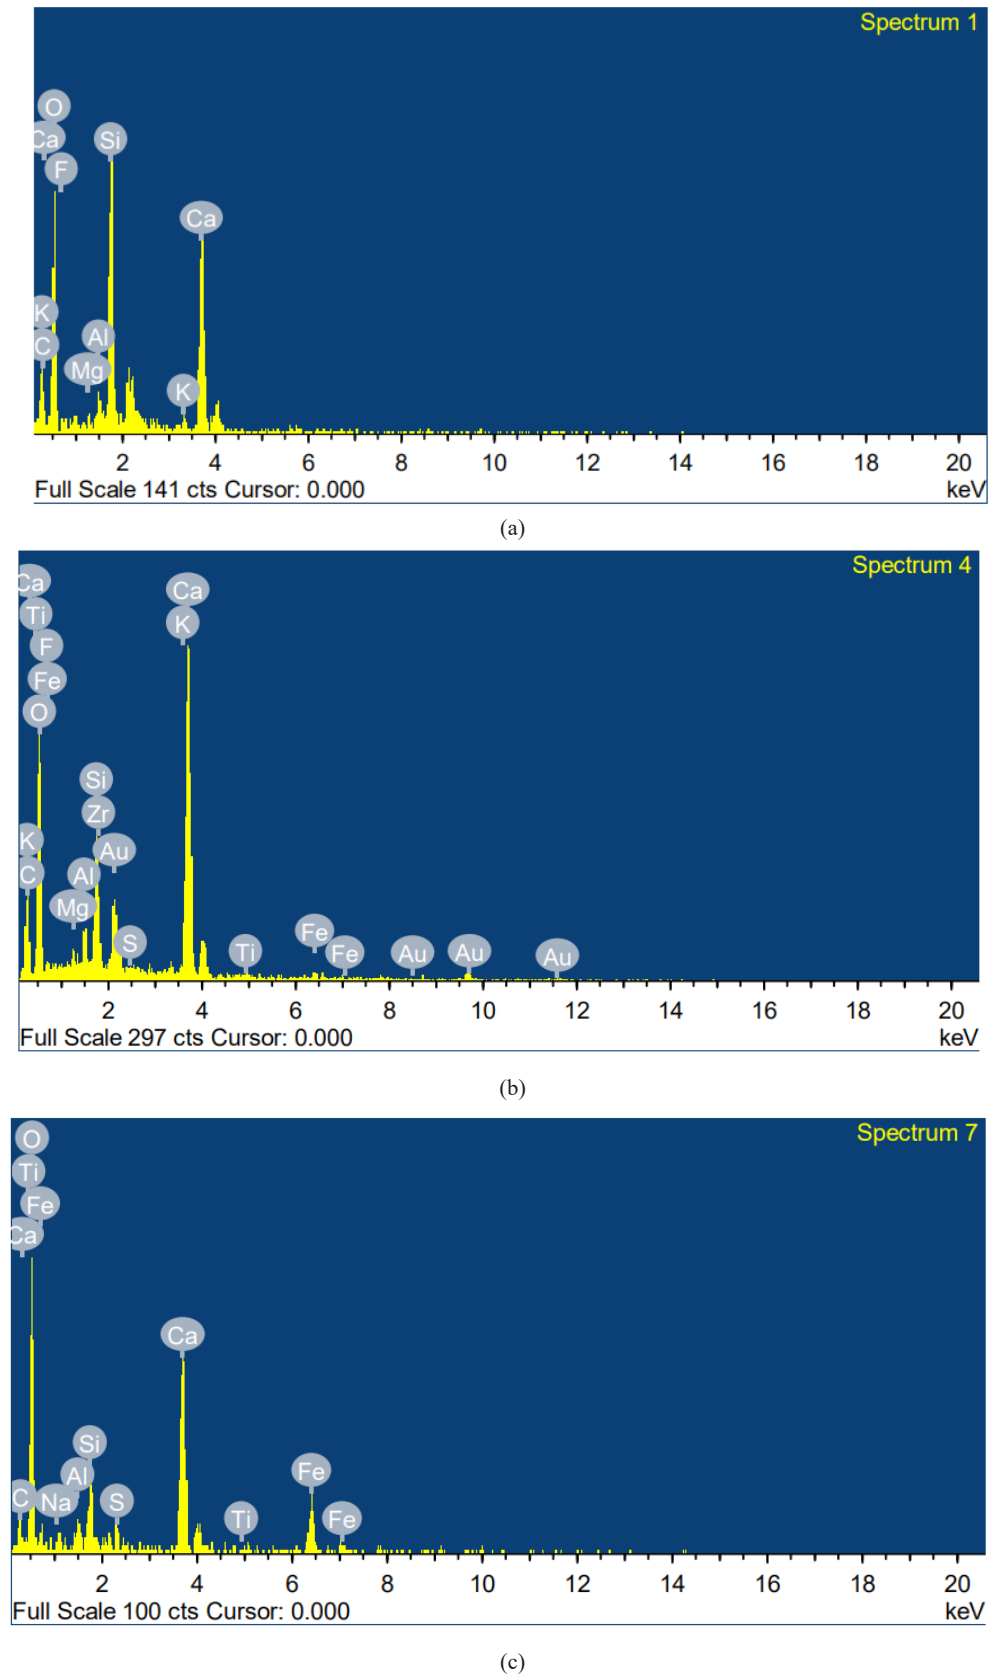 Spectrum 1
O
Ca
Si
F
Ca
K
Al
C
Mg
K
2 4 6 8 10 12 14 16 18 20
Full Scale 141 cts Cursor: 0.000 keV
(a)
Spectrum 4
Ca
Ca
Ti
K
F
Fe
O
Si
Zr
K
Au
C
Al
Mg
S
Ti
Fe
Fe
Au
Au
Au
2 4 6 8 10 12 14 16 18 20
Full Scale 297 cts Cursor: 0.000 keV
(b)
Spectrum 7
O
Ti
Fe
Ca
Ca
Si
Al
Fe
C
Na
S
Ti
Fe
2 4 6 8 10 12 14 16 18 20
Full Scale 100 cts Cursor: 0.000 keV
(c)